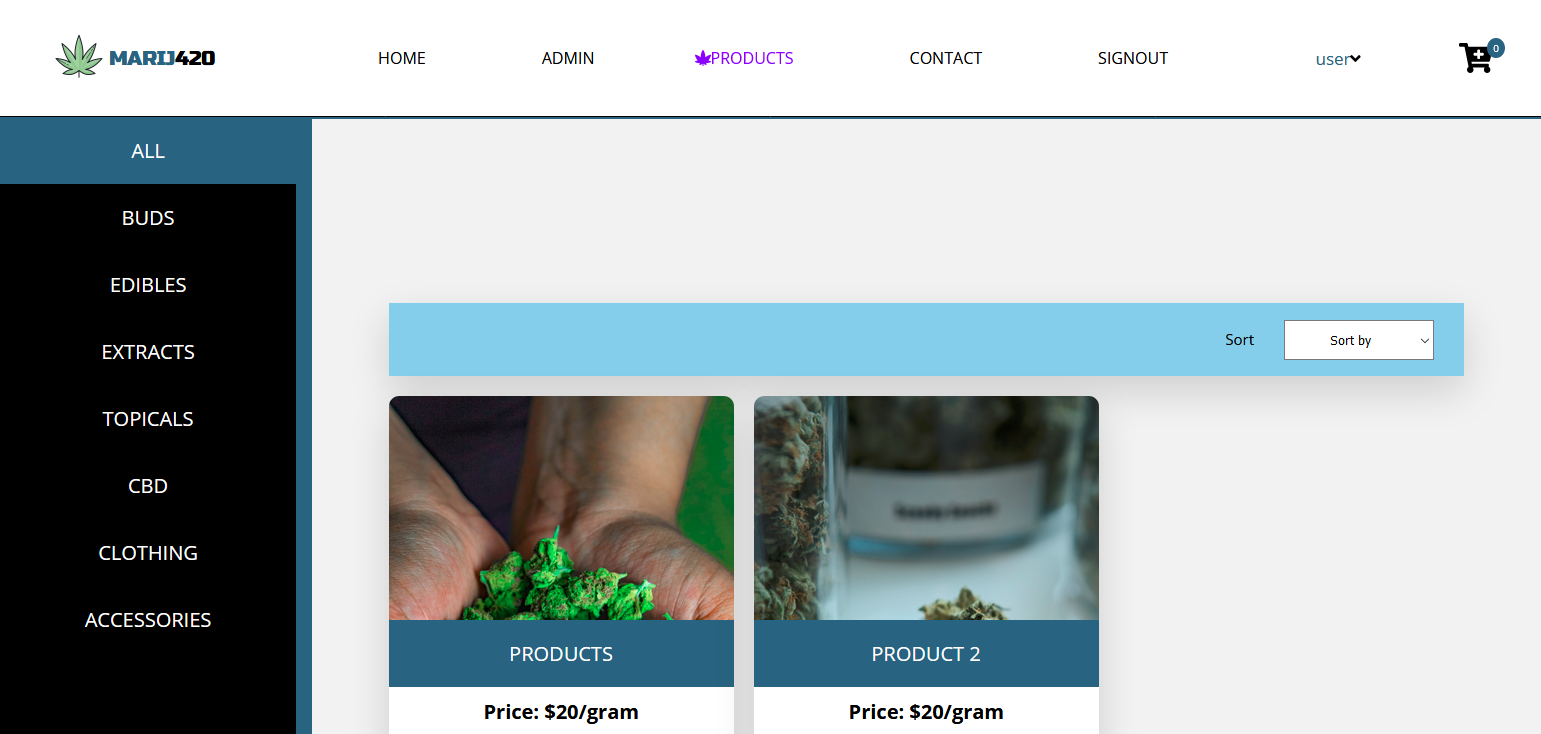 MARIJ420
HOME
ADMIN
PRODUCTS
CONTACT
SIGNOUT
user
0
ALL
BUDS
EDIBLES
EXTRACTS
TOPICALS
CBD
CLOTHING
ACCESSORIES
Sort
Sort by
PRODUCTS
PRODUCT 2
Price: $20/gram
Price: $20/gram